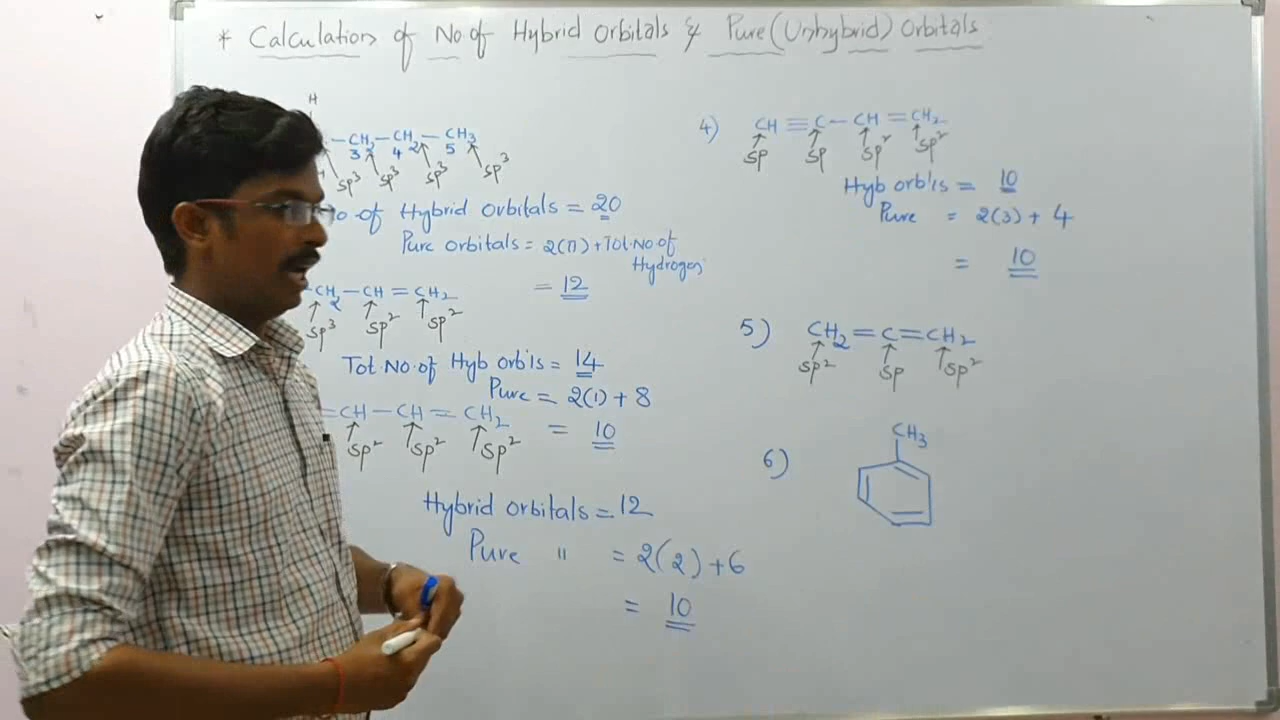 * Calculation of No.of Hybrid Orbitals & Pure (Unhybrid) Orbitals
H
– CH2 – CH2 – CH3
3 4 5
H
sp³ sp³ sp³ sp³
No of Hybrid orbitals = 20
Pure orbitals = 2(π) + Tot.No.of
Hydrogen
= 12
CH2 – CH = CH2
sp³ sp² sp²
Tot.No.of Hyb orb'ls = 14
Pure = 2(1) + 8
= 10
= CH – CH = CH2
sp² sp² sp²
Hybrid orbitals = 12
Pure " = 2(2) + 6
= 10
4) CH ≡ C – CH = CH2
sp sp sp² sp²
Hyb orb'ls = 10
Pure = 2(3) + 4
= 10
5) CH2 = C = CH2
sp² sp sp²
6) CH3